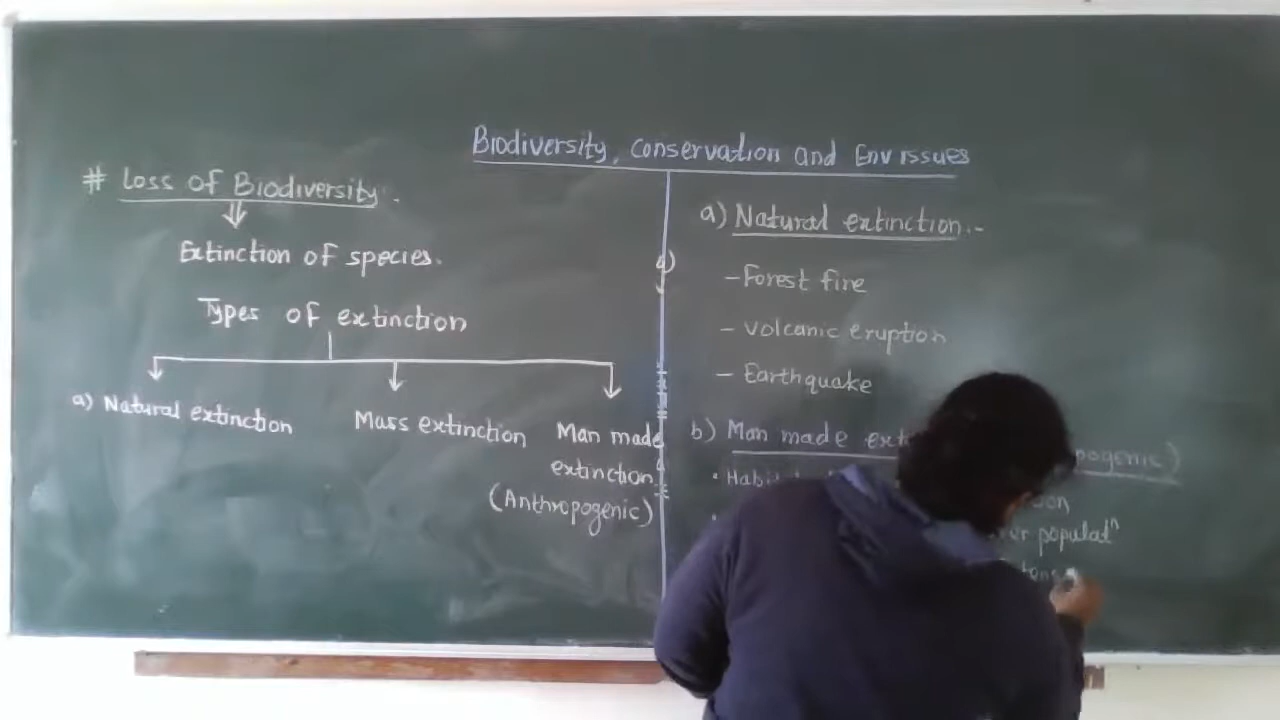 Biodiversity, Conservation and Env issues
# Loss of Biodiversity.
Extinction of species.
Types of extinction
a) Natural extinction
Mass extinction
Man made
extinction
(Anthropogenic)
a) Natural extinction.-
- Forest fire
- Volcanic eruption
- Earthquake
b) Man made
populatⁿ